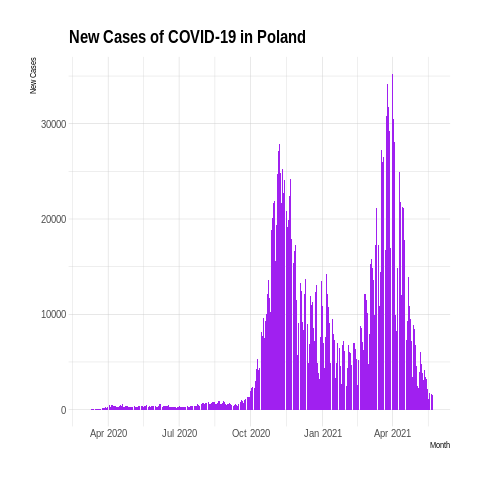 New Cases of COVID-19 in Poland
New Cases
30000
20000
10000
0
Apr 2020 Jul 2020 Oct 2020 Jan 2021 Apr 2021
Month